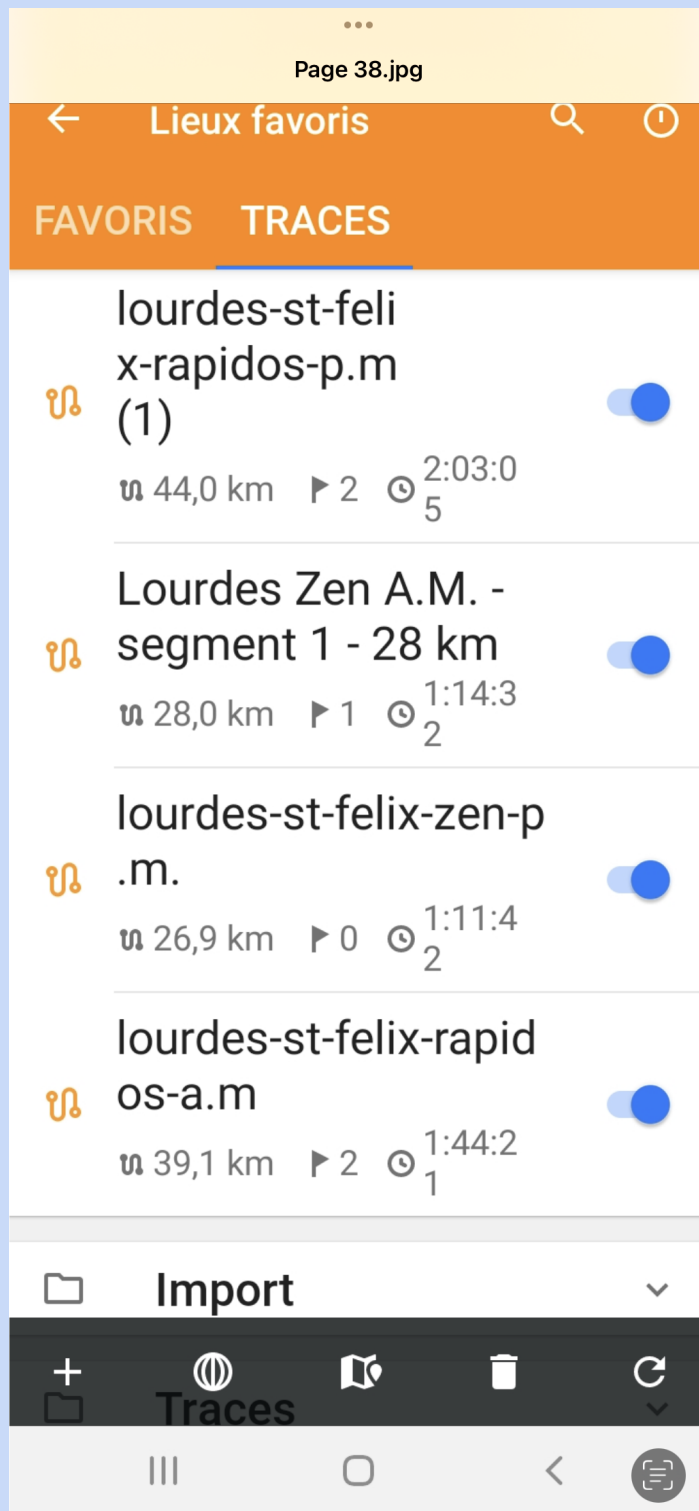 Page 38.jpg
Lieux favoris
FAVORIS TRACES
lourdes-st-feli
x-rapidos-p.m
(1)
44,0 km 2 2:03:0
5
Lourdes Zen A.M. -
segment 1 - 28 km
28,0 km 1 1:14:3
2
lourdes-st-felix-zen-p
.m.
26,9 km 0 1:11:4
2
lourdes-st-felix-rapid
os-a.m
39,1 km 2 1:44:2
1
Import
Traces